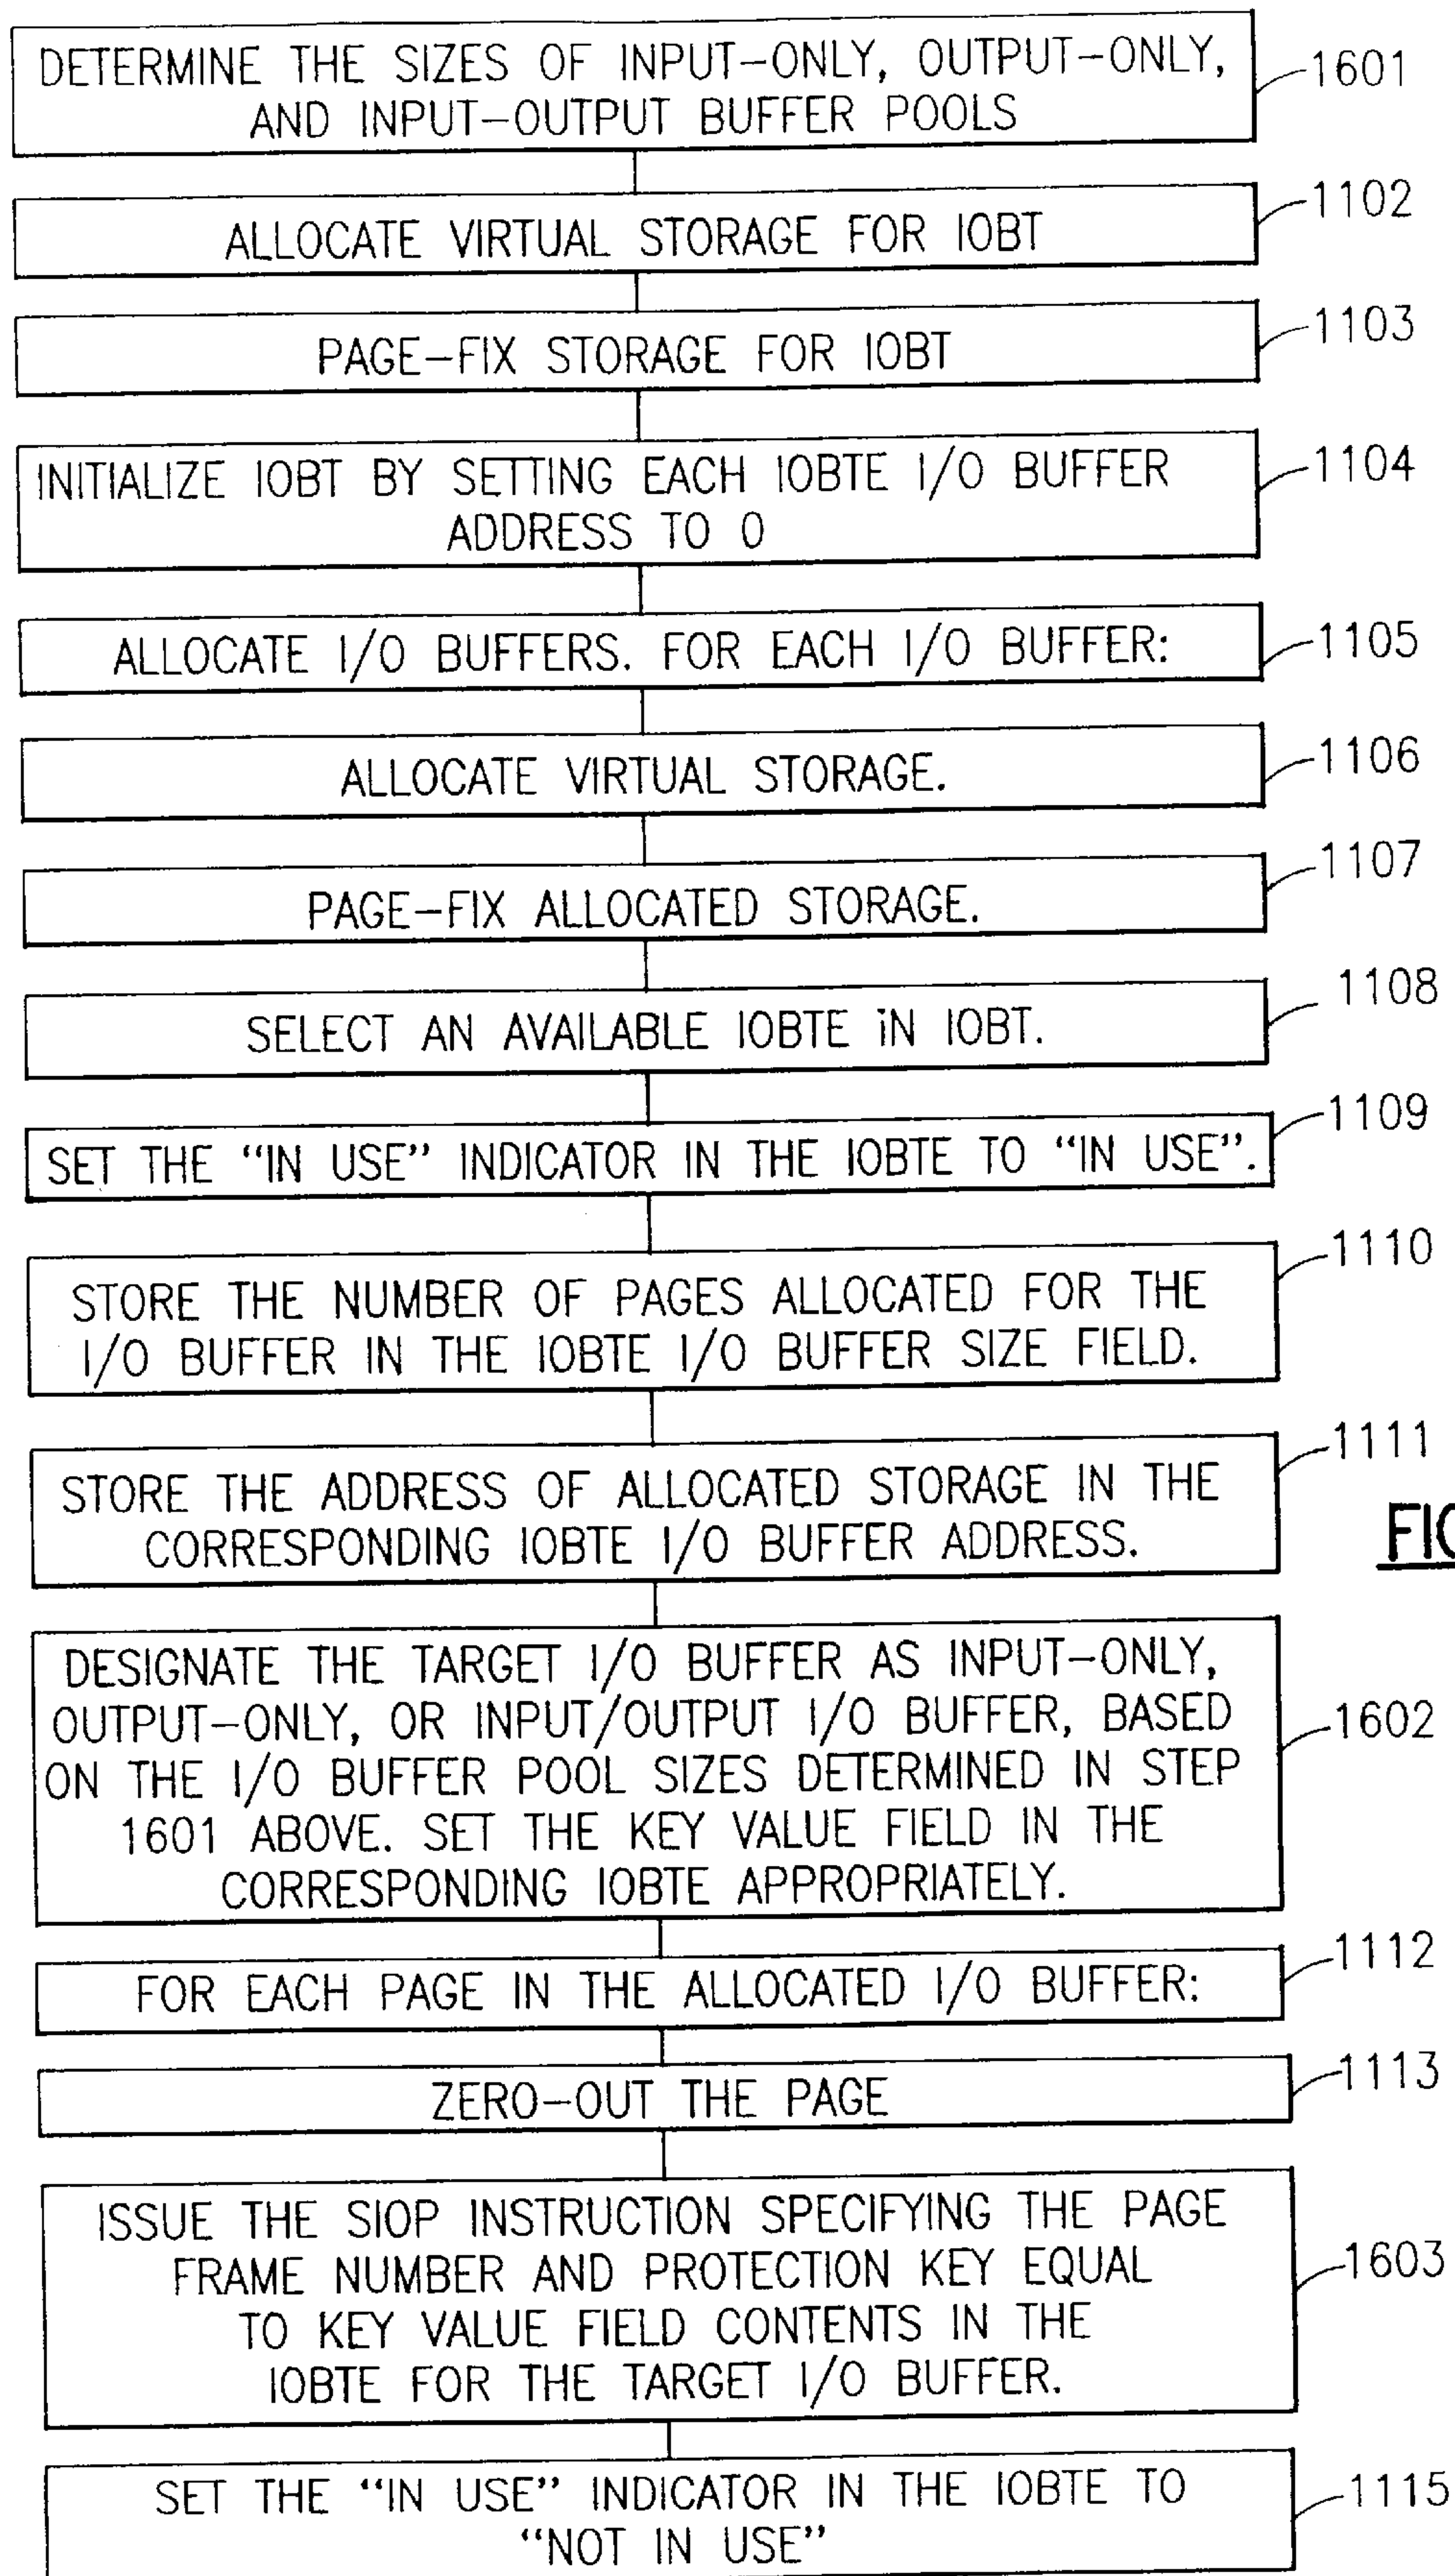 DETERMINE THE SIZES OF INPUT-ONLY, OUTPUT-ONLY,
AND INPUT-OUTPUT BUFFER POOLS
1601
ALLOCATE VIRTUAL STORAGE FOR IOBT
1102
PAGE-FIX STORAGE FOR IOBT
1103
INITIALIZE IOBT BY SETTING EACH IOBTE I/O BUFFER
ADDRESS TO 0
1104
ALLOCATE I/O BUFFERS. FOR EACH I/O BUFFER:
1105
ALLOCATE VIRTUAL STORAGE.
1106
PAGE-FIX ALLOCATED STORAGE.
1107
SELECT AN AVAILABLE IOBTE IN IOBT.
1108
SET THE “IN USE” INDICATOR IN THE IOBTE TO “IN USE”.
1109
STORE THE NUMBER OF PAGES ALLOCATED FOR THE
I/O BUFFER IN THE IOBTE I/O BUFFER SIZE FIELD.
1110
STORE THE ADDRESS OF ALLOCATED STORAGE IN THE
CORRESPONDING IOBTE I/O BUFFER ADDRESS.
1111
DESIGNATE THE TARGET I/O BUFFER AS INPUT-ONLY,
OUTPUT-ONLY, OR INPUT/OUTPUT I/O BUFFER, BASED
ON THE I/O BUFFER POOL SIZES DETERMINED IN STEP
1601 ABOVE. SET THE KEY VALUE FIELD IN THE
CORRESPONDING IOBTE APPROPRIATELY.
1602
FOR EACH PAGE IN THE ALLOCATED I/O BUFFER:
1112
ZERO-OUT THE PAGE
1113
ISSUE THE SIOP INSTRUCTION SPECIFYING THE PAGE
FRAME NUMBER AND PROTECTION KEY EQUAL
TO KEY VALUE FIELD CONTENTS IN THE
IOBTE FOR THE TARGET I/O BUFFER.
1603
SET THE “IN USE” INDICATOR IN THE IOBTE TO
“NOT IN USE”
1115